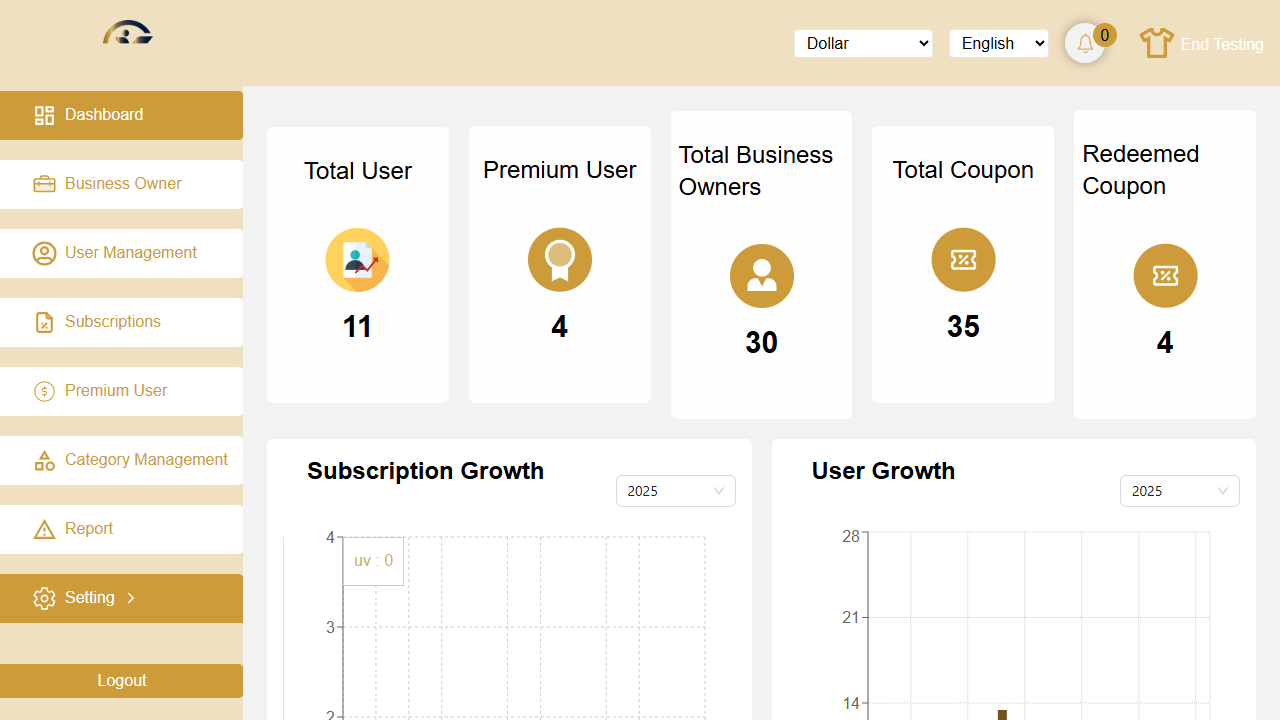 Dollar
English
0
End Testing
Dashboard
Business Owner
User Management
Subscriptions
Premium User
Category Management
Report
Setting
Logout
Total User
11
Premium User
4
Total Business
Owners
30
Total Coupon
35
Redeemed
Coupon
4
Subscription Growth
2025
4
uv : 0
3
2
User Growth
2025
28
21
14